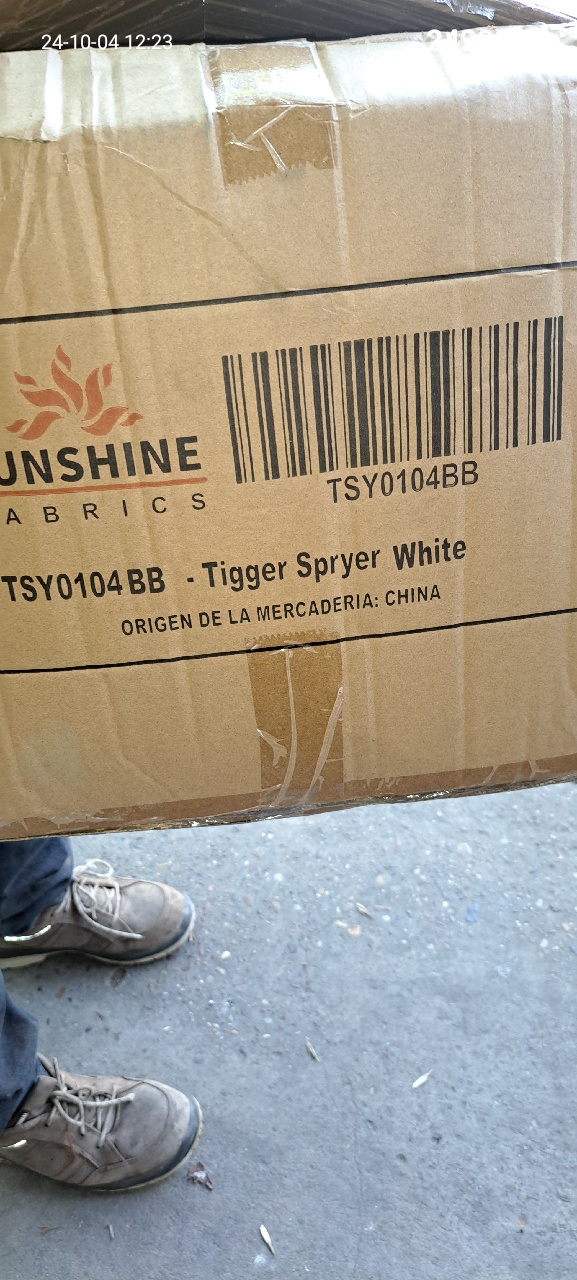 24-10-04 12:23
UNSHINE
ABRICS
TSY0104BB
TSY0104BB - Tigger Spryer White
ORIGEN DE LA MERCADERIA: CHINA